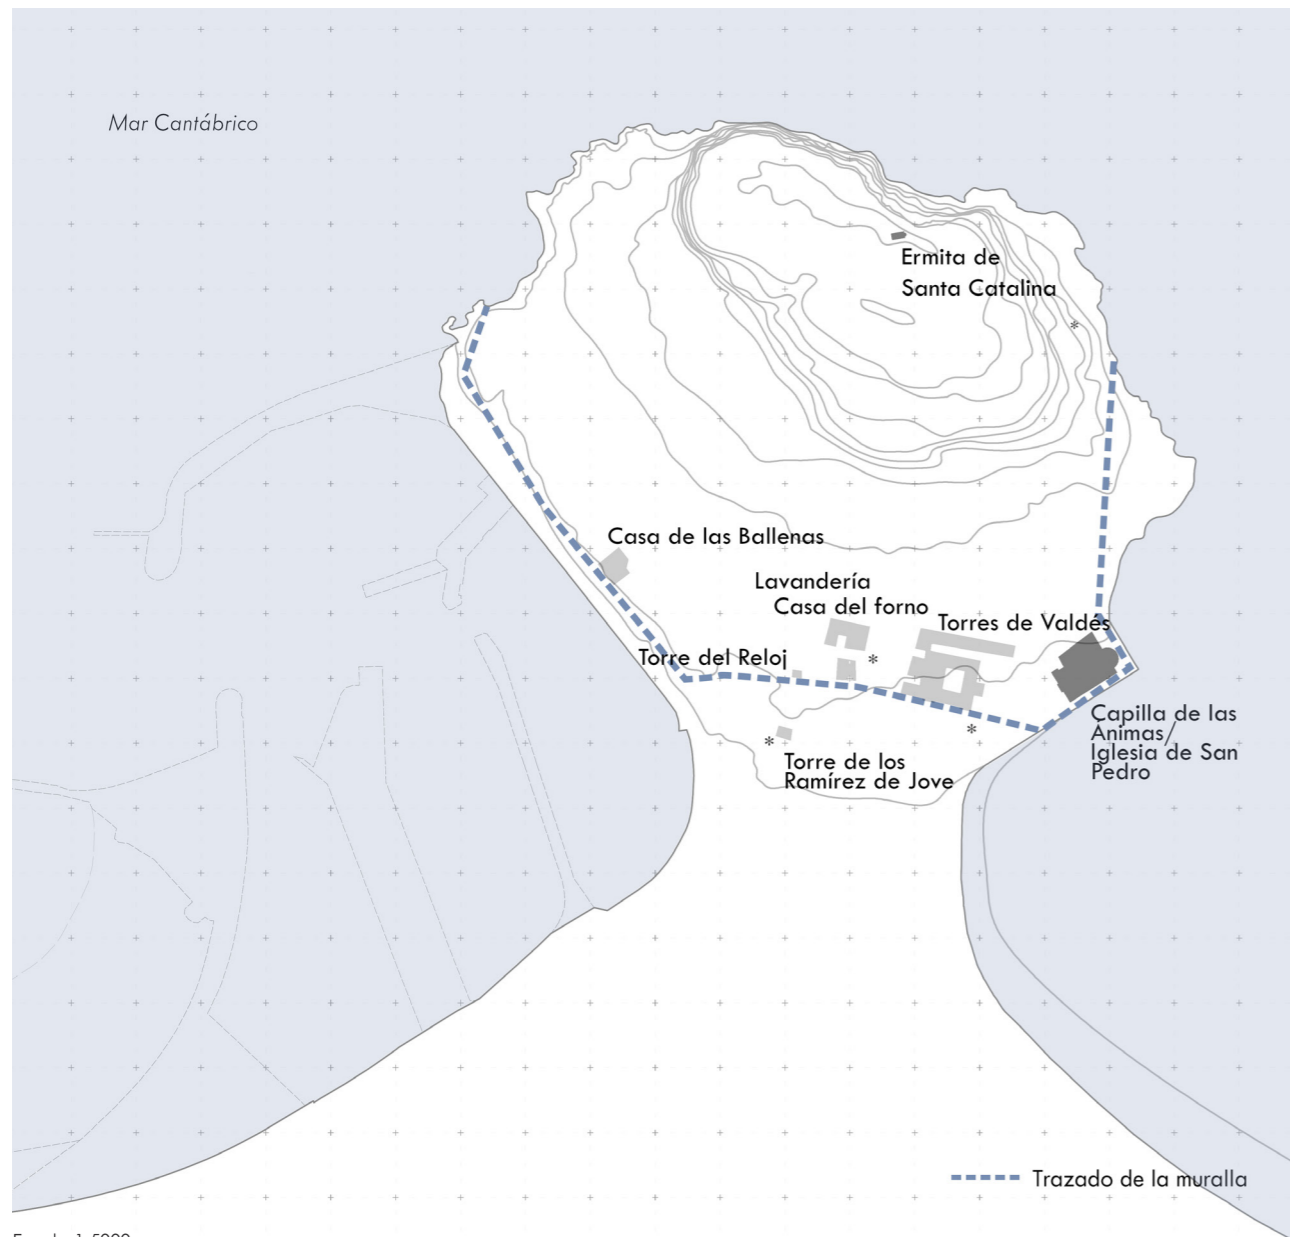 Mar Cantábrico
Ermita de
Santa Catalina
Casa de las Ballenas
Lavandería
Casa del forno
Torres de Valdés
Torre del Reloj
Capilla de las
Ánimas/
Iglesia de San
Pedro
Torre de los
Ramírez de Jove
Trazado de la muralla